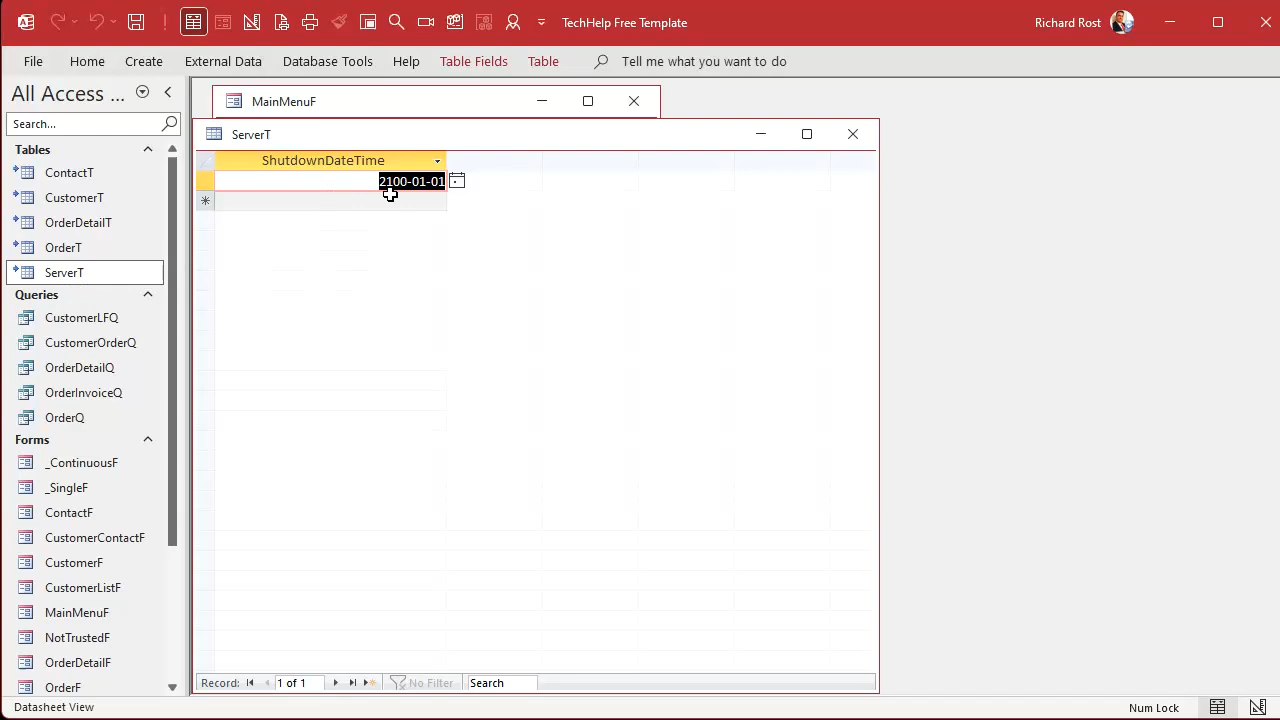 TechHelp Free Template
Richard Rost
File
Home
Create
External Data
Database Tools
Help
Table Fields
Table
Tell me what you want to do
All Access ...
Search...
Tables
ContactT
CustomerT
OrderDetailT
OrderT
ServerT
Queries
CustomerLFQ
CustomerOrderQ
OrderDetailQ
OrderInvoiceQ
OrderQ
Forms
_ContinuousF
_SingleF
ContactF
CustomerContactF
CustomerF
CustomerListF
MainMenuF
NotTrustedF
OrderDetailF
OrderF
MainMenuF
ServerT
ShutdownDateTime
2100-01-01
Record:
1 of 1
No Filter
Search
Datasheet View
Num Lock